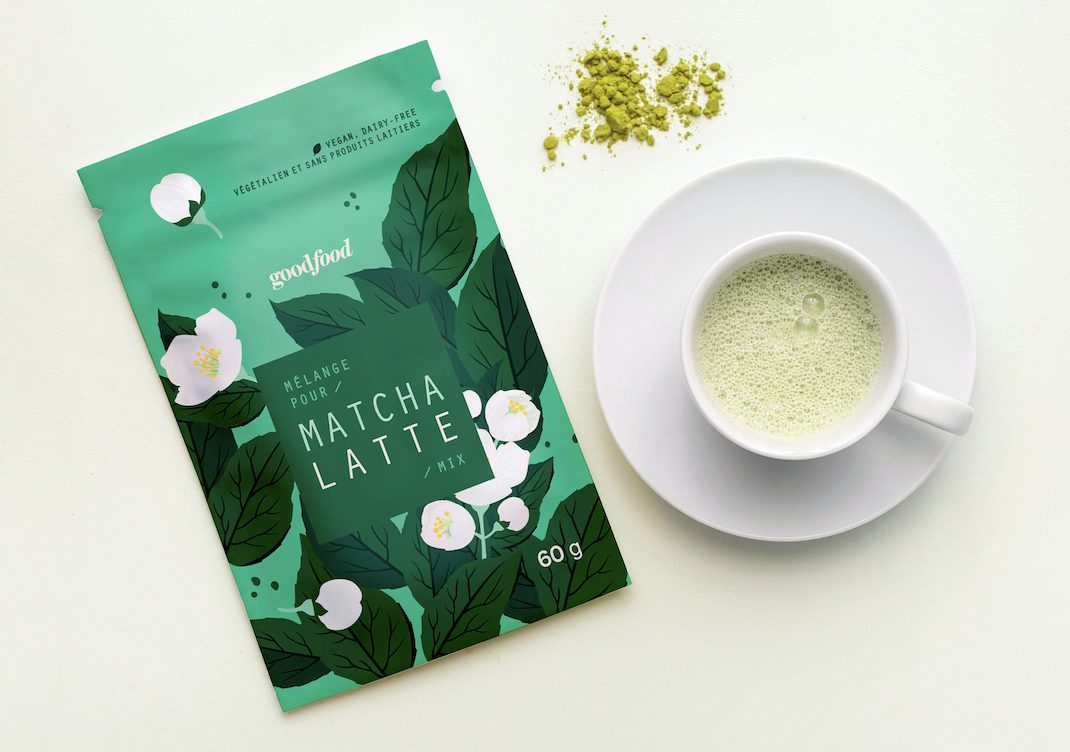 VEGAN, DAIRY-FREE
VÉGÉTALIEN ET SANS PRODUITS LAITIERS
goodfood
MÉLANGE
POUR /
MATCHA
LATTE
/ MIX
60 g